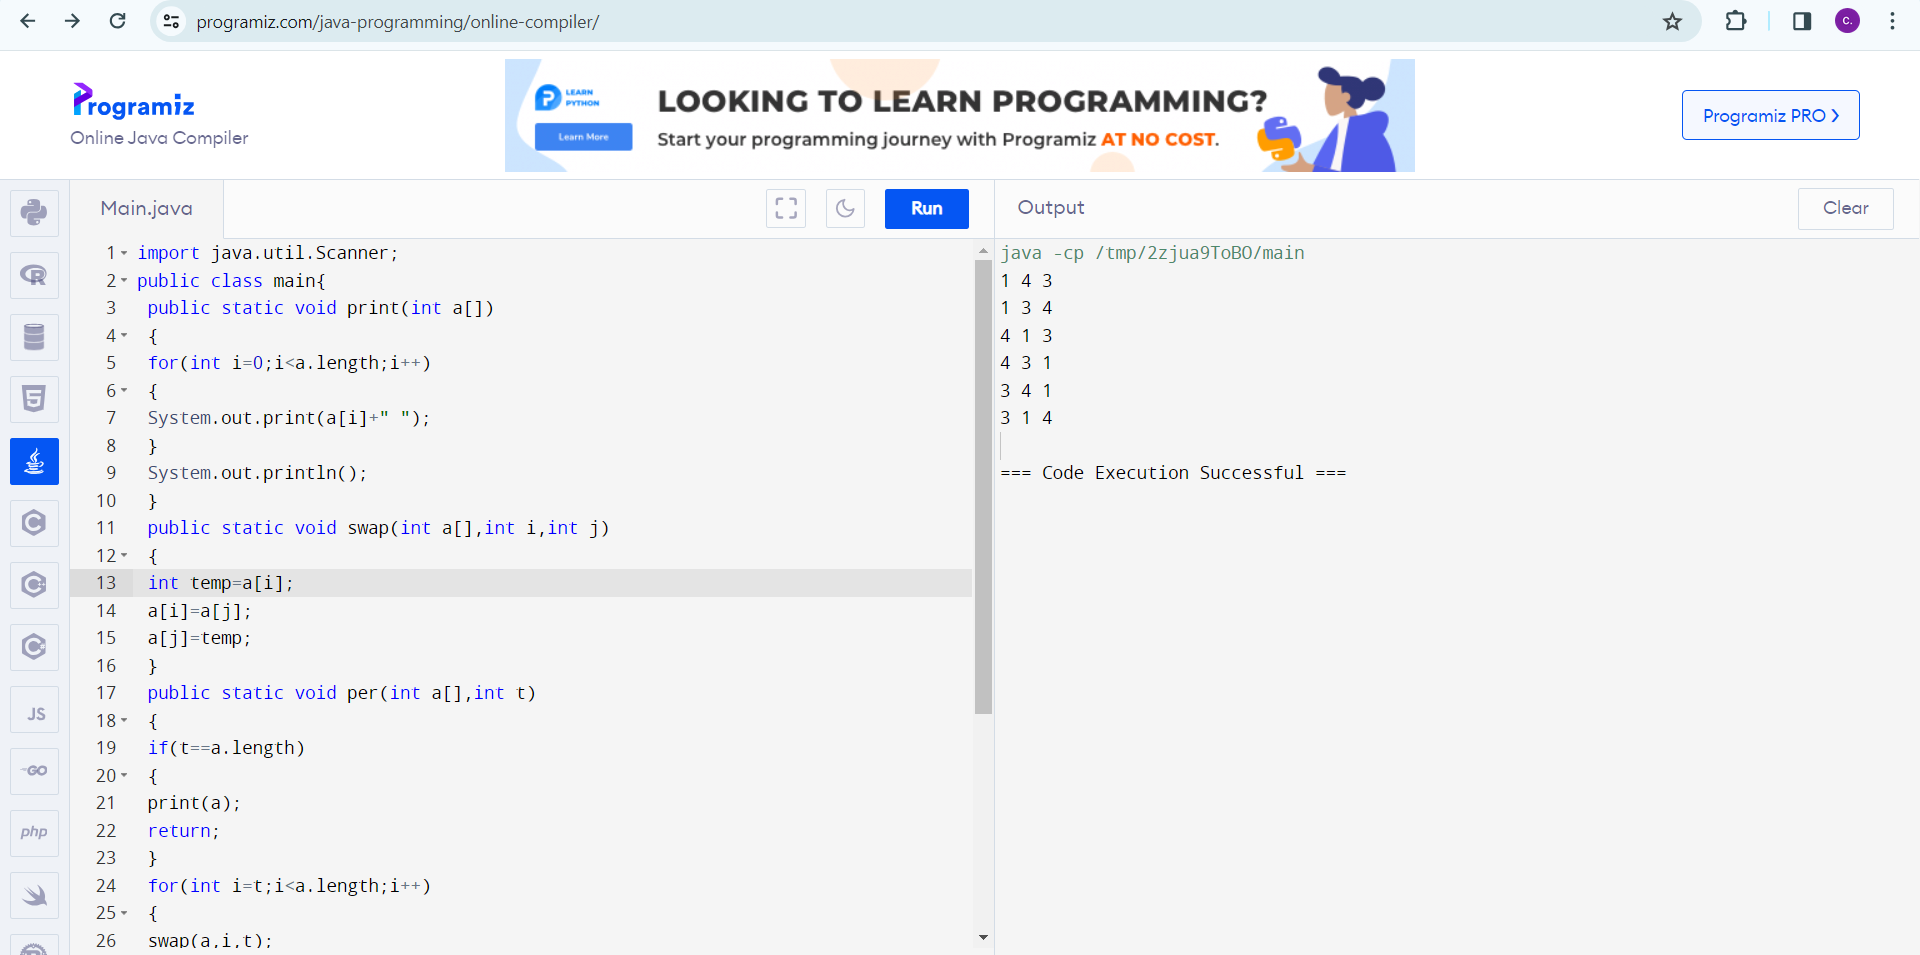 programiz.com/java-programming/online-compiler/
c.
Programiz
Online Java Compiler
LEARN
PYTHON
Learn More
LOOKING TO LEARN PROGRAMMING?
Start your programming journey with Programiz AT NO COST.
Programiz PRO
Main.java
Run
Output
Clear
1 import java.util.Scanner;
2 public class main{
3 public static void print(int a[])
4 {
5 for(int i=0;i<a.length;i++)
6 {
7 System.out.print(a[i]+" ");
8 }
9 System.out.println();
10 }
11 public static void swap(int a[],int i,int j)
12 {
13 int temp=a[i];
14 a[i]=a[j];
15 a[j]=temp;
16 }
17 public static void per(int a[],int t)
18 {
19 if(t==a.length)
20 {
21 print(a);
22 return;
23 }
24 for(int i=t;i<a.length;i++)
25 {
26 swap(a,i,t);
java -cp /tmp/2zjua9ToBO/main
1 4 3
1 3 4
4 1 3
4 3 1
3 4 1
3 1 4
=== Code Execution Successful ===
R
5
C
C
C
JS
GO
php